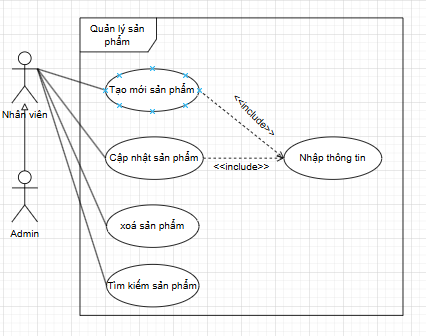 Quản lý sản
phẩm
Tạo mới sản phẩm
<<include>>
Nhân viên
Cập nhật sản phẩm
Nhập thông tin
<<include>>
Admin
xoá sản phẩm
Tìm kiếm sản phẩm